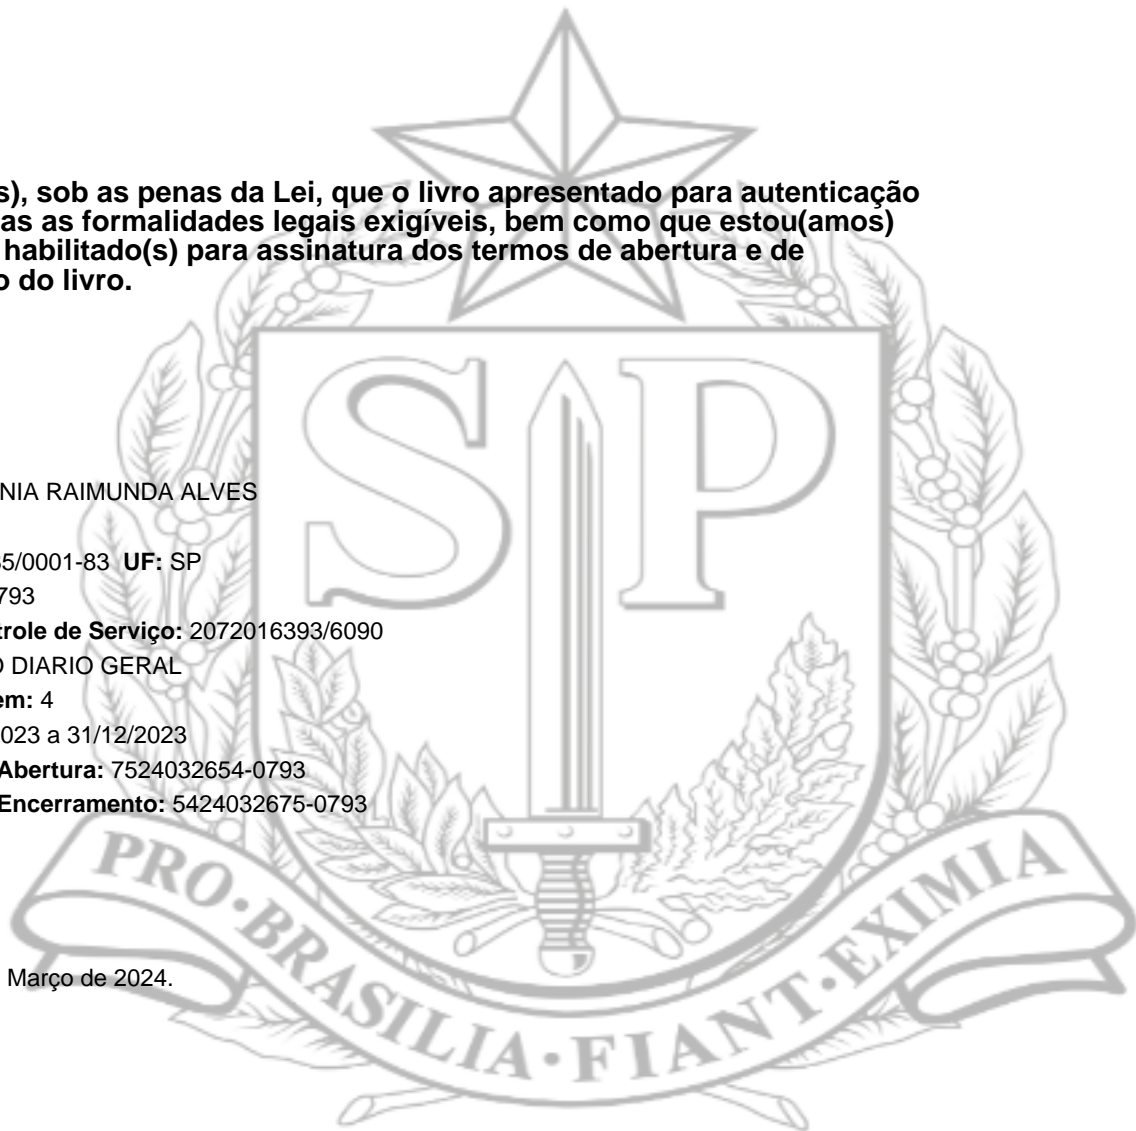 s), sob as penas da Lei, que o livro apresentado para autenticação
as as formalidades legais exigíveis, bem como que estou(amos)
habilitado(s) para assinatura dos termos de abertura e de
o do livro.
NIA RAIMUNDA ALVES
35/0001-83 UF: SP
793
trole de Serviço: 2072016393/6090
O DIARIO GERAL
em: 4
023 a 31/12/2023
Abertura: 7524032654-0793
Encerramento: 5424032675-0793
Março de 2024.
SP
PRO·BRASILIA·FIANT·EXIMIA